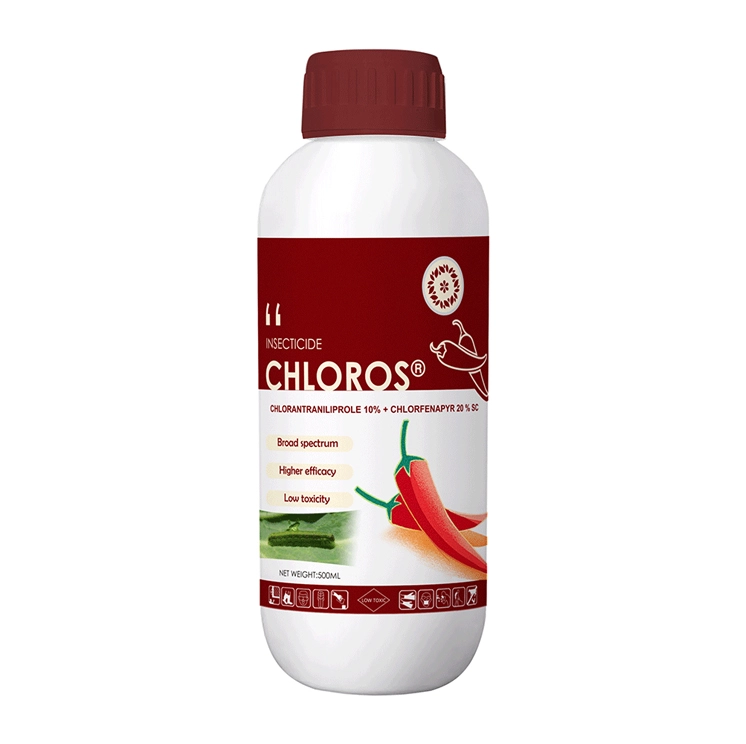 INSECTICIDE
CHLOROS®
CHLORANTRANILIPROLE 10% + CHLORFENAPYR 20 % SC
Broad spectrum
Higher efficacy
Low toxicity
NET WEIGHT:500ML
LOW TOXIC